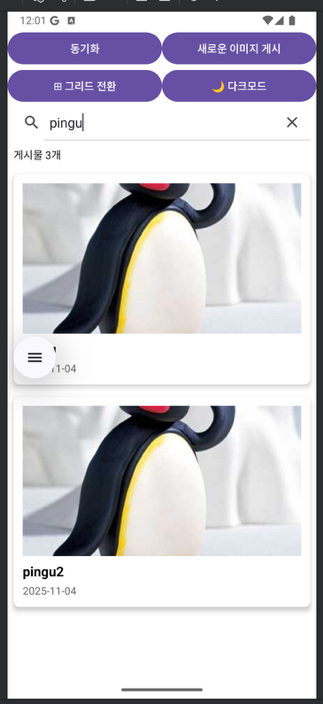 12:01 G
동기화 새로운 이미지 게시
⊞ 그리드 전환 🌙 다크모드
pingu
게시물 3개
11-04
pingu2
2025-11-04